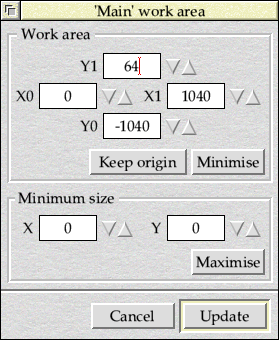 'Main' work area
Work area
Y1 64
X0 0 X1 1040
Y0 -1040
Keep origin Minimise
Minimum size
X 0 Y 0
Maximise
Cancel Update